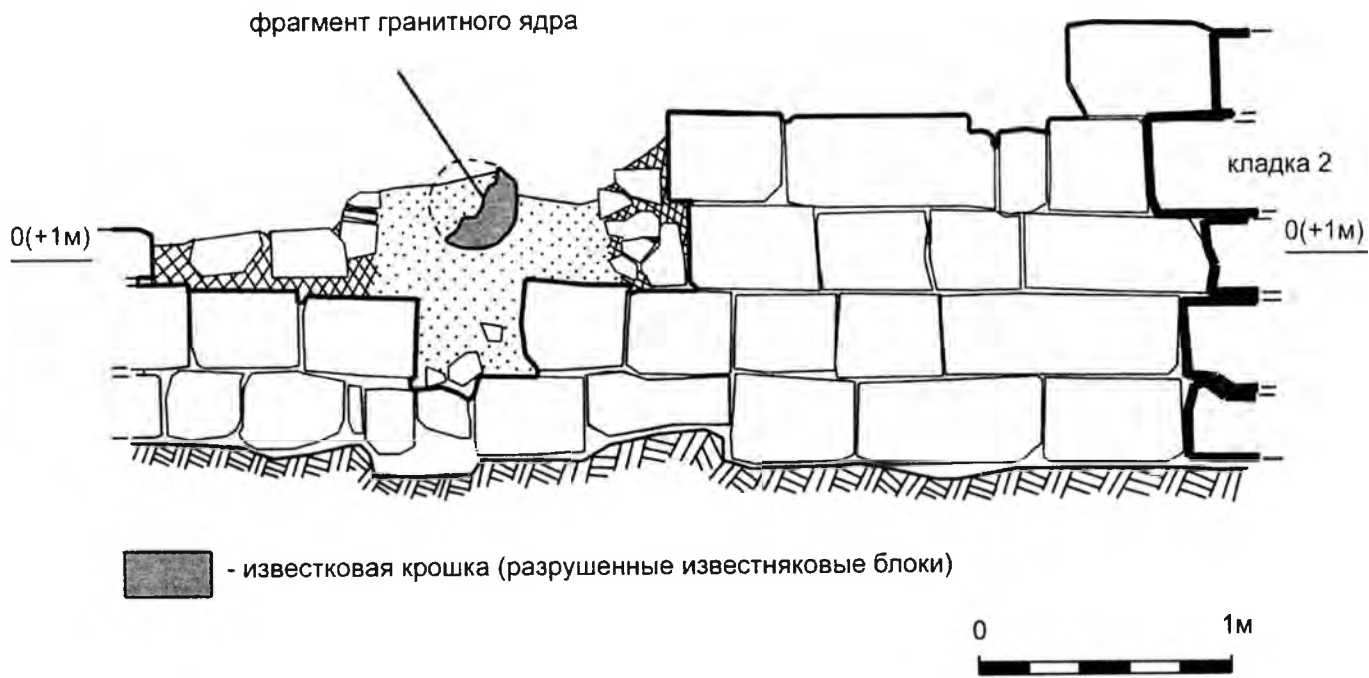 фрагмент гранитного ядра
кладка 2
0(+1м)
0(+1м)
- известковая крошка (разрушенные известняковые блоки)
0 1м